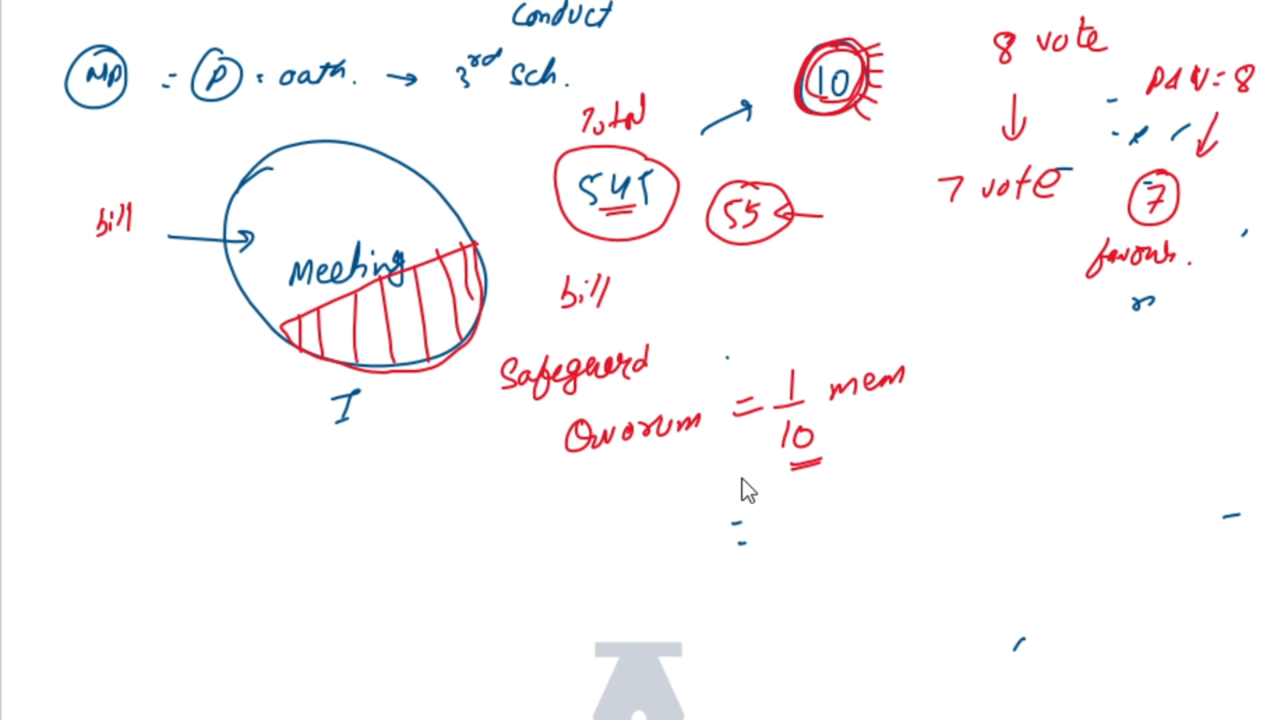 Conduct
MP = P : oath. → 3rd Sch.
Total
545
10
55
8 vote
7 vote
P&V = 8
7
favour.
bill
Meeting
I
bill
Safeguard
Quorum = 1/10 mem